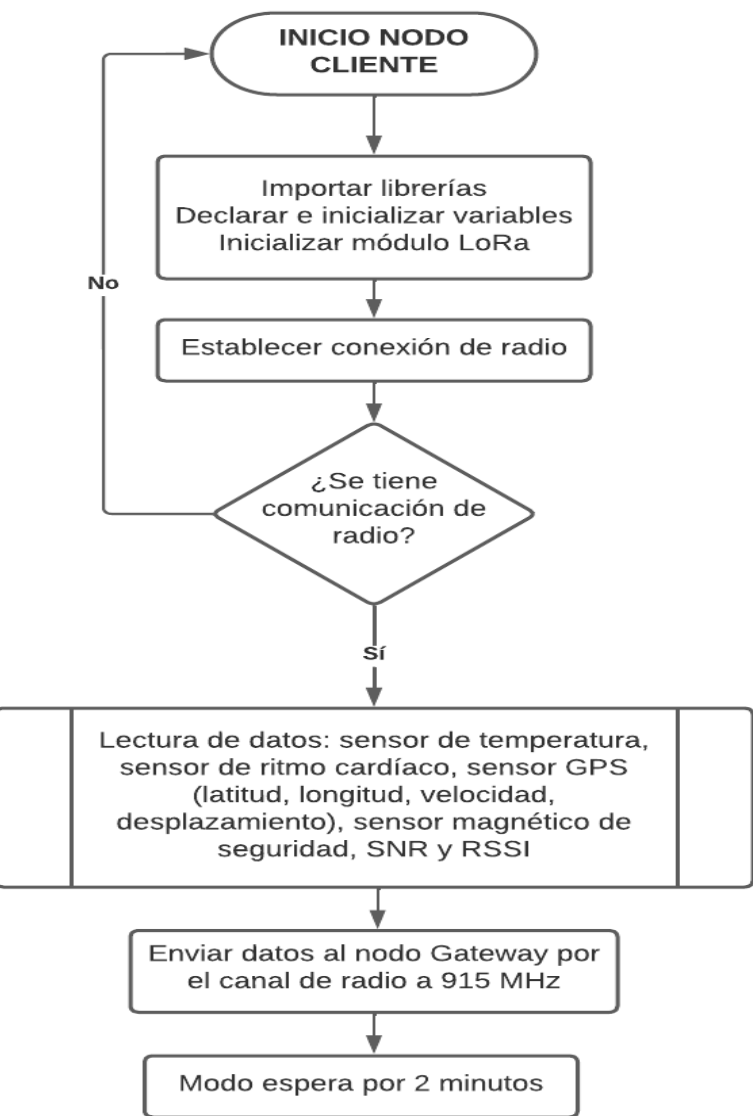 INICIO NODO
CLIENTE
Importar librerías
Declarar e inicializar variables
Inicializar módulo LoRa
No
Establecer conexión de radio
¿Se tiene
comunicación de
radio?
Sí
Lectura de datos: sensor de temperatura,
sensor de ritmo cardíaco, sensor GPS
(latitud, longitud, velocidad,
desplazamiento), sensor magnético de
seguridad, SNR y RSSI
Enviar datos al nodo Gateway por
el canal de radio a 915 MHz
Modo espera por 2 minutos